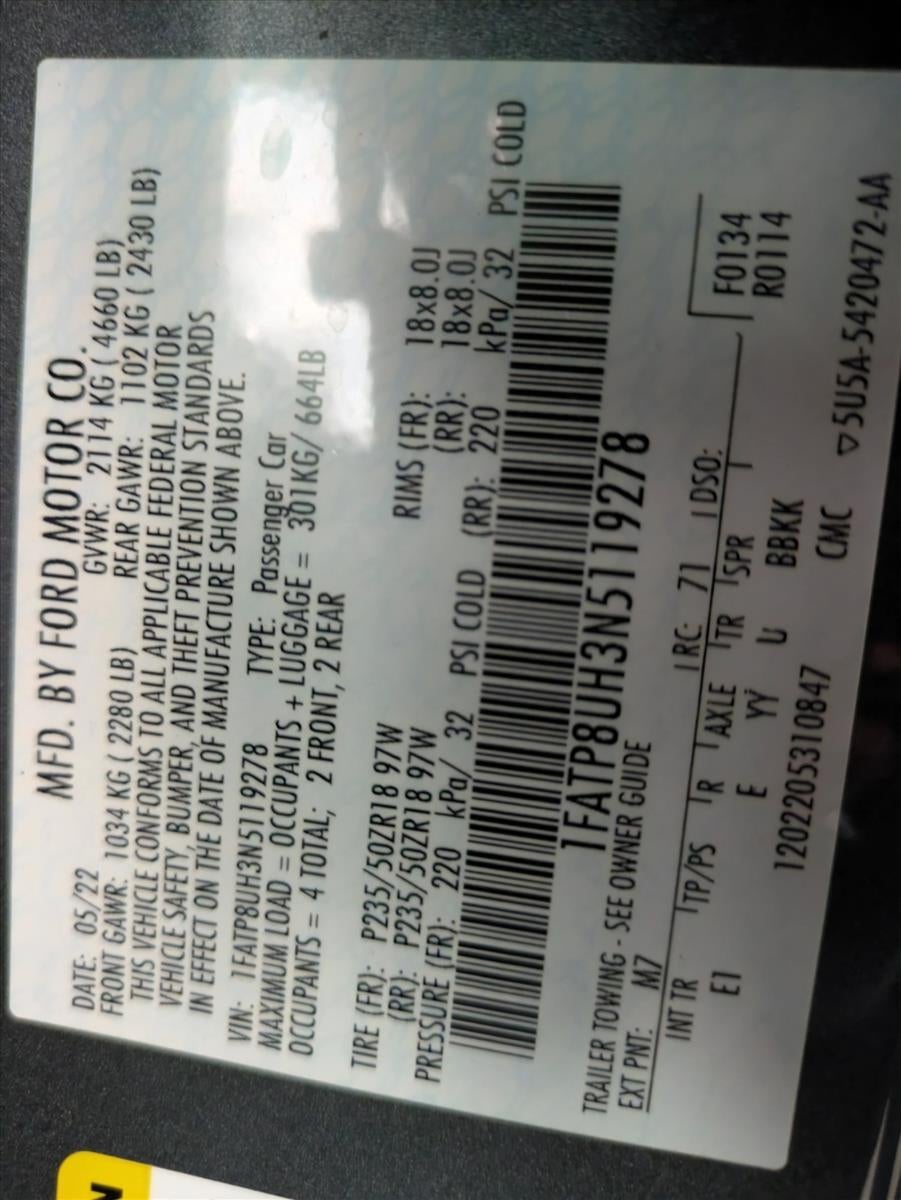 MFD. BY FORD MOTOR CO.
DATE: 05/22 GVWR: 2114 KG ( 4660 LB)
FRONT GAWR: 1034 KG ( 2280 LB) REAR GAWR: 1102 KG ( 2430 LB)
THIS VEHICLE CONFORMS TO ALL APPLICABLE FEDERAL MOTOR
VEHICLE SAFETY, BUMPER, AND THEFT PREVENTION STANDARDS
IN EFFECT ON THE DATE OF MANUFACTURE SHOWN ABOVE.
VIN: 1FATP8UH3N5119278 TYPE: Passenger Car
MAXIMUM LOAD = OCCUPANTS + LUGGAGE = 301KG/ 664LB
OCCUPANTS = 4 TOTAL; 2 FRONT, 2 REAR
TIRE (FR): P235/50ZR18 97W RIMS (FR): 18x8.0J
(RR): P235/50ZR18 97W (RR): 18x8.0J
PRESSURE (FR): 220 kPa/ 32 PSI COLD (RR): 220 kPa/ 32 PSI COLD
1FATP8UH3N5119278
TRAILER TOWING - SEE OWNER GUIDE
EXT PNT: M7 RC: 71 DSO:
INT TR TP/PS R AXLE TR SPR
E1 E YY U BBKK
F0134
R0114
120220531084​7 CMC
▽5U5A-5420472-AA
N